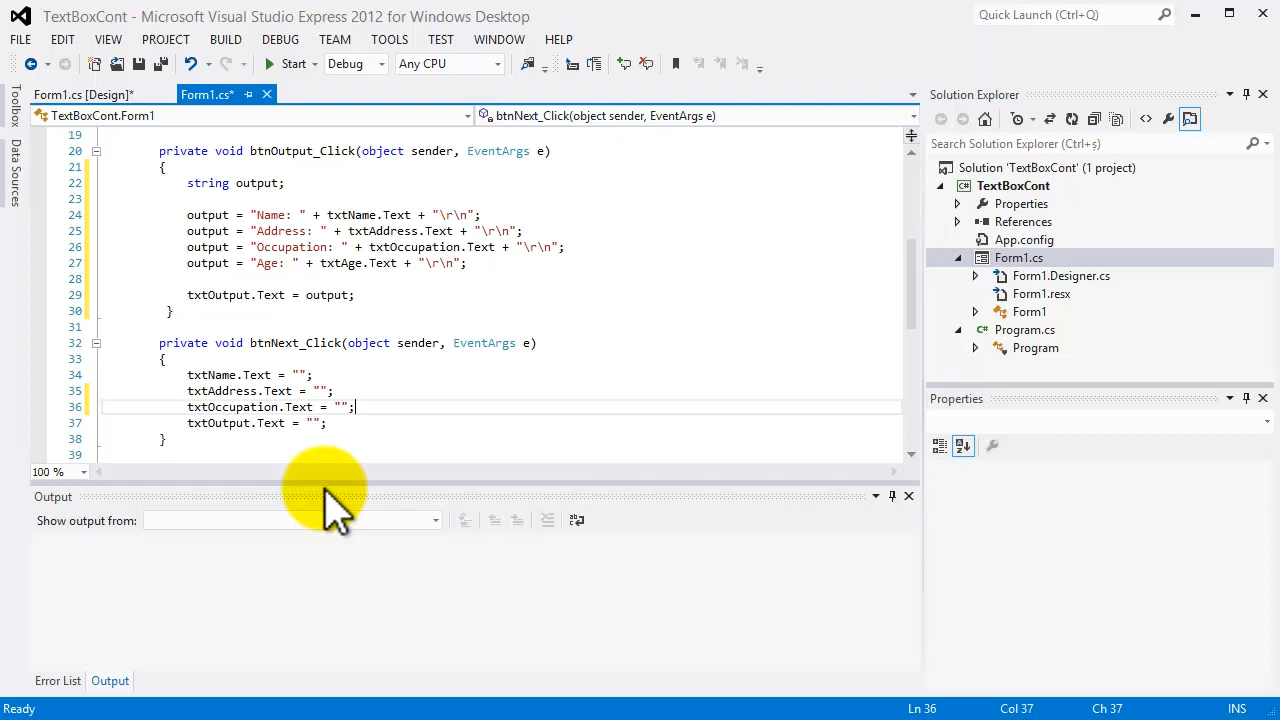 TextBoxCont - Microsoft Visual Studio Express 2012 for Windows Desktop
Quick Launch (Ctrl+Q)
FILE EDIT VIEW PROJECT BUILD DEBUG TEAM TOOLS TEST WINDOW HELP
Start Debug Any CPU
Toolbox
Data Sources
Form1.cs [Design]* Form1.cs*
TextBoxCont.Form1 btnNext_Click(object sender, EventArgs e)
19
20 private void btnOutput_Click(object sender, EventArgs e)
21 {
22 string output;
23
24 output = "Name: " + txtName.Text + "\r\n";
25 output = "Address: " + txtAddress.Text + "\r\n";
26 output = "Occupation: " + txtOccupation.Text + "\r\n";
27 output = "Age: " + txtAge.Text + "\r\n";
28
29 txtOutput.Text = output;
30 }
31
32 private void btnNext_Click(object sender, EventArgs e)
33 {
34 txtName.Text = "";
35 txtAddress.Text = "";
36 txtOccupation.Text = "";
37 txtOutput.Text = "";
38 }
39
100 %
Output
Show output from:
Error List Output
Solution Explorer
Search Solution Explorer (Ctrl+ş)
Solution 'TextBoxCont' (1 project)
TextBoxCont
Properties
References
App.config
Form1.cs
Form1.Designer.cs
Form1.resx
Form1
Program.cs
Program
Properties
Ready Ln 36 Col 37 Ch 37 INS